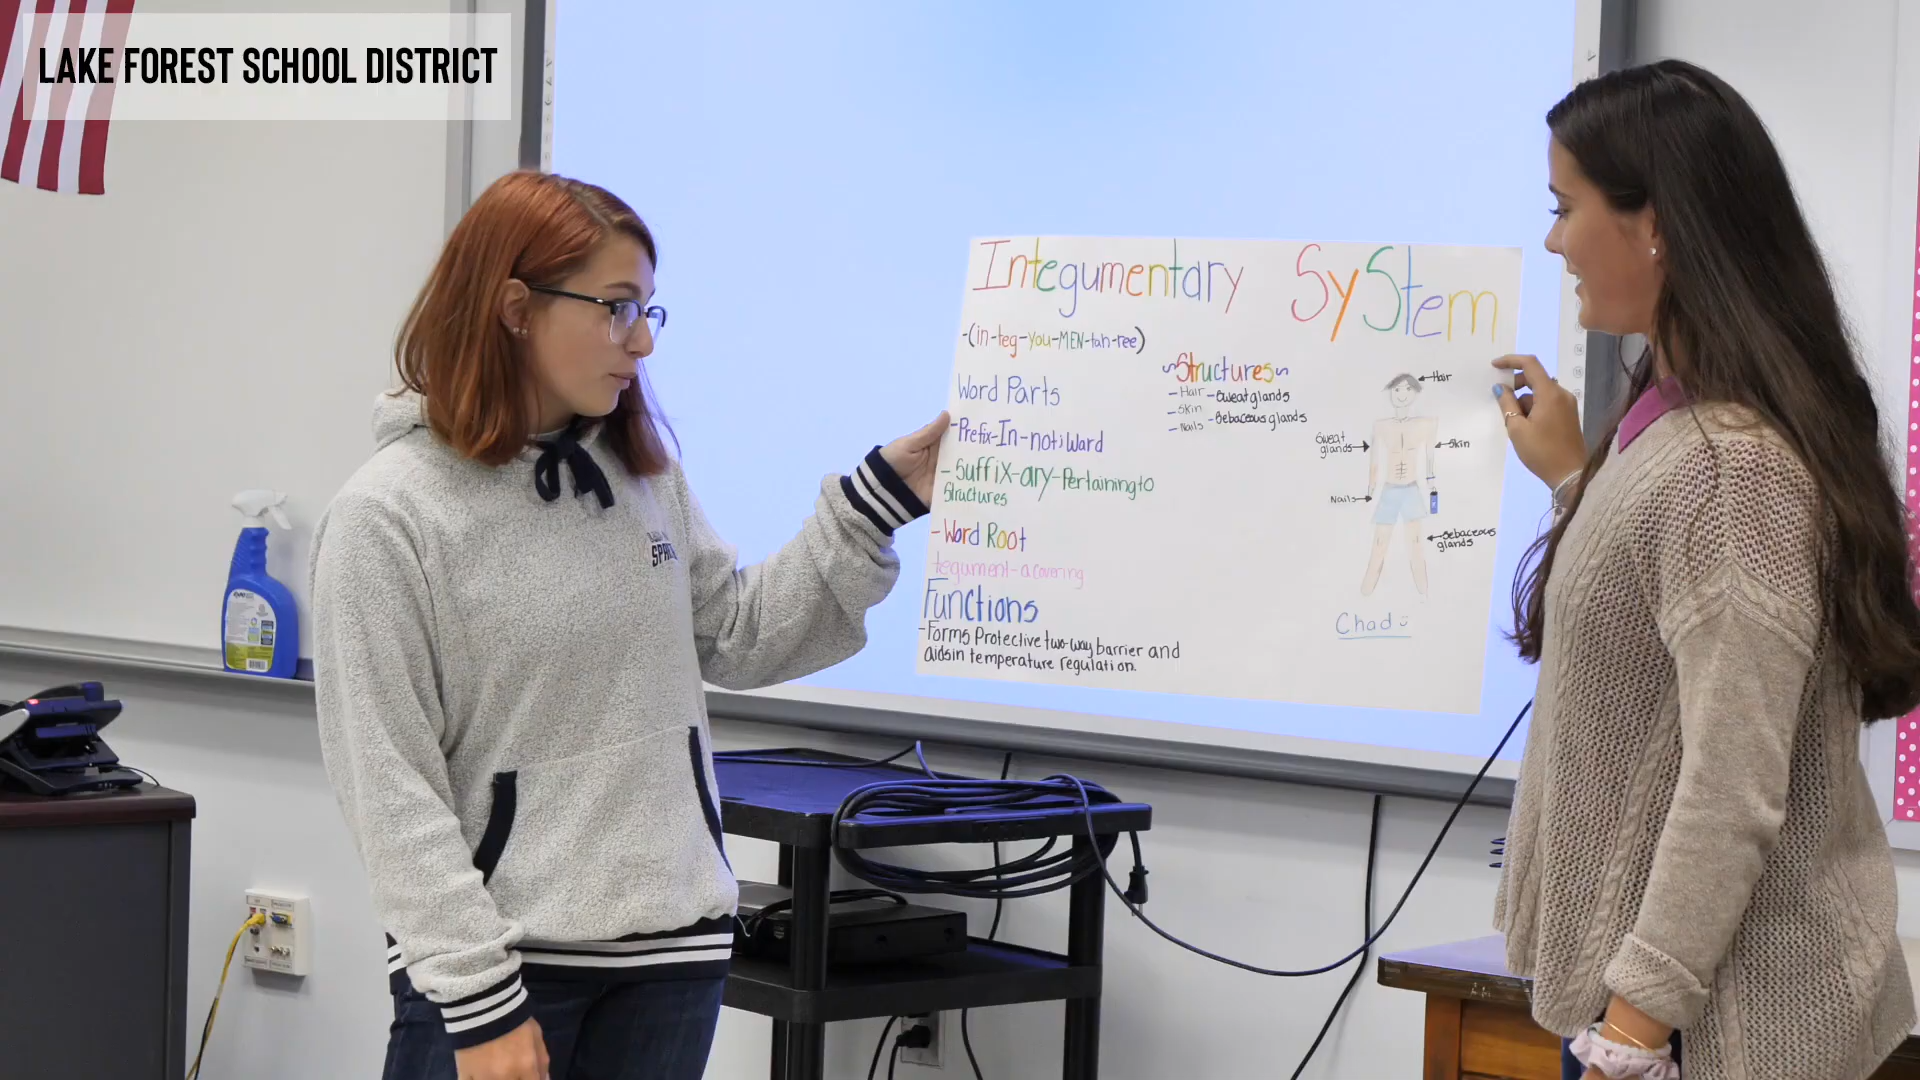 LAKE FOREST SCHOOL DISTRICT
Integumentary SyStem
-(in-teg-you-MEN-tah-ree)
Word Parts
-Prefix-In-not; ward
-Suffix-ary-Pertaining to
Structures
-Word Root
tegument-a covering
Functions
-Forms Protective two-way barrier and
aids in temperature regulation.
~Structures~
-Hair -Sweat glands
-Skin -Sebaceous glands
-Nails
Hair
Sweat
glands
Skin
Nails
Sebaceous
glands
Chad